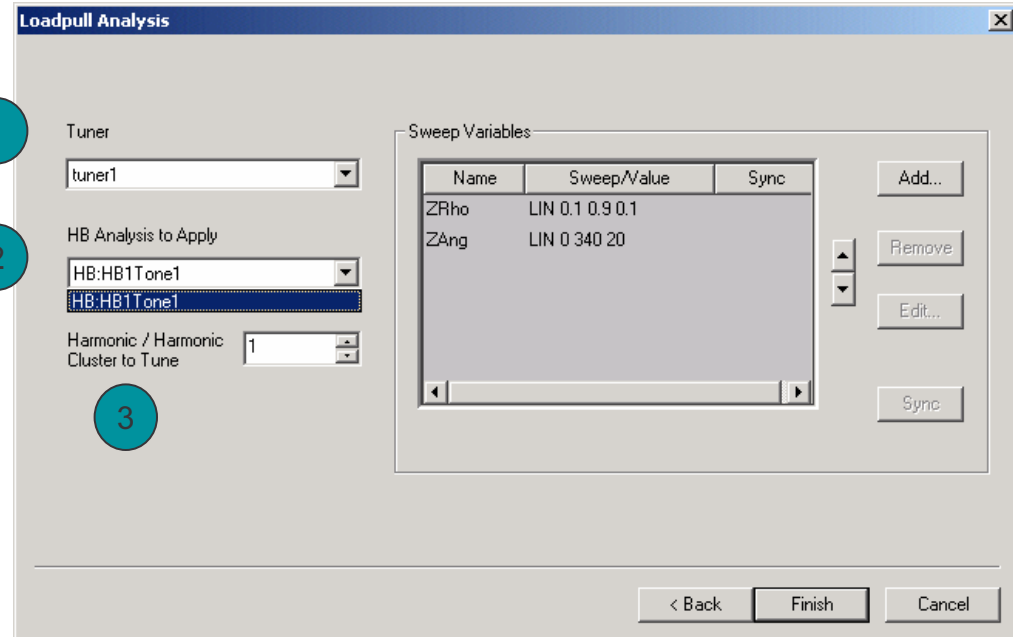 Loadpull Analysis
Tuner
tuner1
2
HB Analysis to Apply
HB:HB1Tone1
HB:HB1Tone1
Harmonic / Harmonic
Cluster to Tune
1
3
Sweep Variables
Name Sweep/Value Sync
ZRho LIN 0.1 0.9 0.1
ZAng LIN 0 340 20
Add...
Remove
Edit...
Sync
< Back Finish Cancel